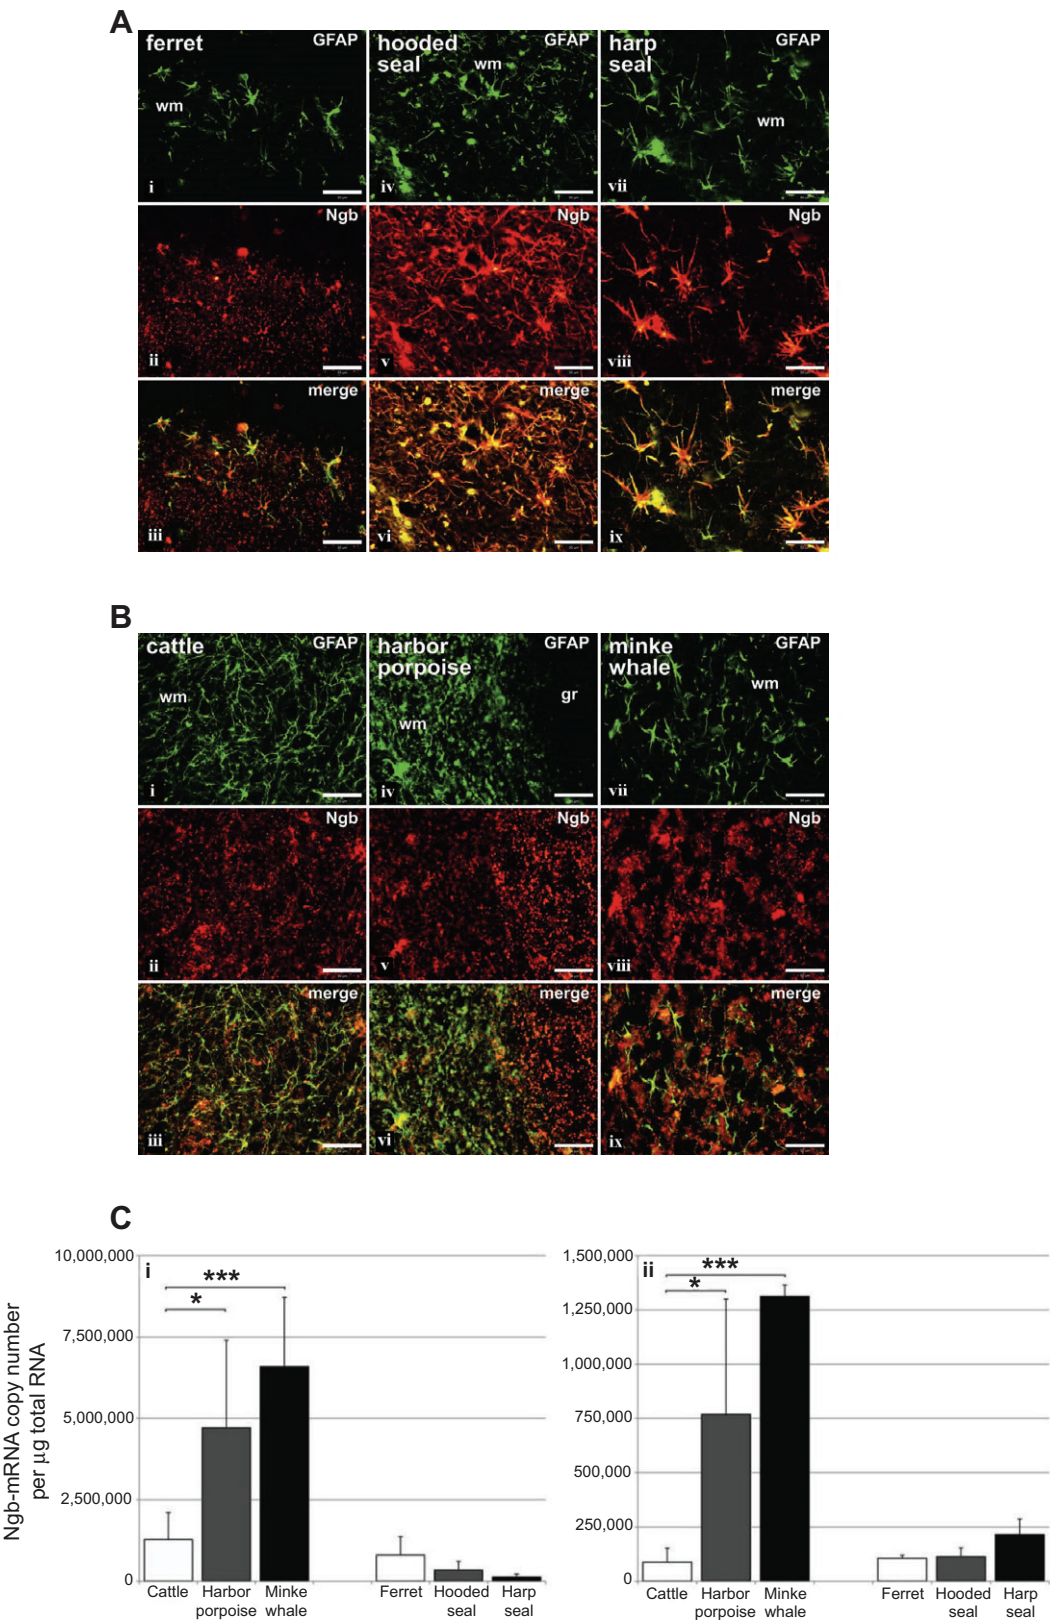 A
ferret GFAP
wm
i
hooded GFAP
seal
wm
iv
harp GFAP
seal
wm
vii
Ngb
ii
Ngb
v
Ngb
viii
merge
iii
merge
vi
merge
ix
B
cattle GFAP
wm
i
harbor GFAP
porpoise
gr
wm
iv
minke GFAP
whale
wm
vii
Ngb
ii
Ngb
v
Ngb
viii
merge
iii
merge
vi
merge
ix
C
Ngb-mRNA copy number
per µg total RNA
10,000,000
7,500,000
5,000,000
2,500,000
0
i
***
*
Cattle
Harbor
porpoise
Minke
whale
Ferret
Hooded
seal
Harp
seal
1,500,000
1,250,000
1,000,000
750,000
500,000
250,000
0
ii
***
*
Cattle
Harbor
porpoise
Minke
whale
Ferret
Hooded
seal
Harp
seal